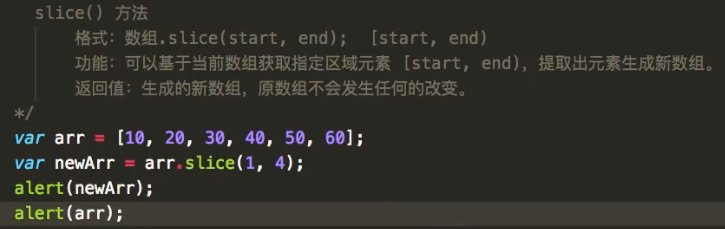 slice() 方法
格式：数组.slice(start, end);  [start, end)
功能：可以基于当前数组获取指定区域元素 [start, end)，提取出元素生成新数组。
返回值：生成的新数组，原数组不会发生任何的改变。
*/
var arr = [10, 20, 30, 40, 50, 60];
var newArr = arr.slice(1, 4);
alert(newArr);
alert(arr);